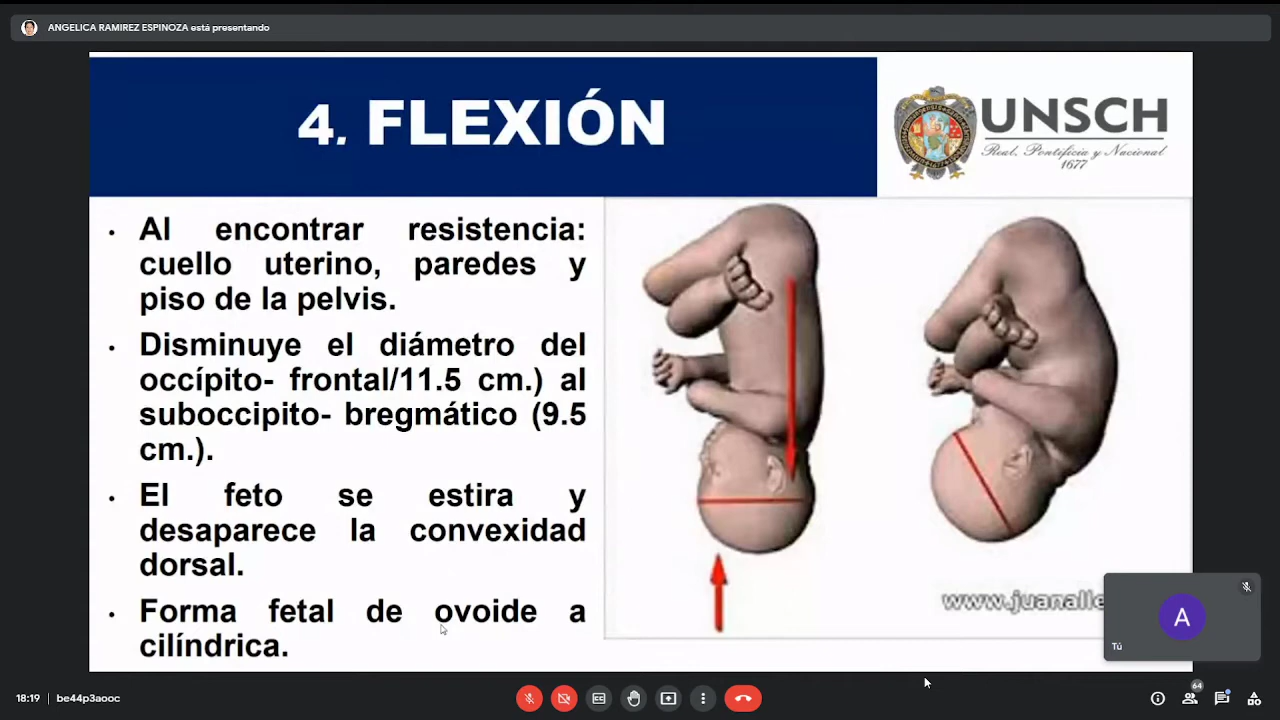 ANGELICA RAMIREZ ESPINOZA está presentando
4. FLEXIÓN
UNSCH
Real, Pontificia y Nacional
1677
• Al encontrar resistencia:
cuello uterino, paredes y
piso de la pelvis.
• Disminuye el diámetro del
occípito- frontal/11.5 cm.) al
suboccipito- bregmático (9.5
cm.).
• El feto se estira y
desaparece la convexidad
dorsal.
• Forma fetal de ovoide a
cilíndrica.
www.juanalle
A
Tú
18:19 | be44p3aooc
64